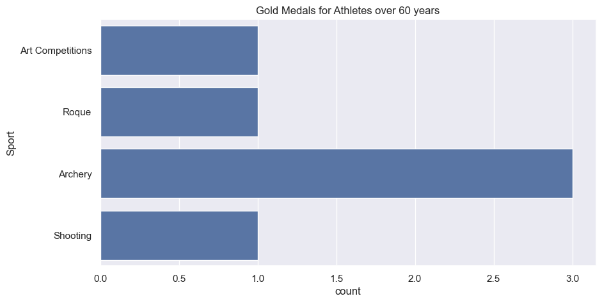 Gold Medals for Athletes over 60 years
Art Competitions
Roque
Archery
Shooting
Sport
0.0 0.5 1.0 1.5 2.0 2.5 3.0
count